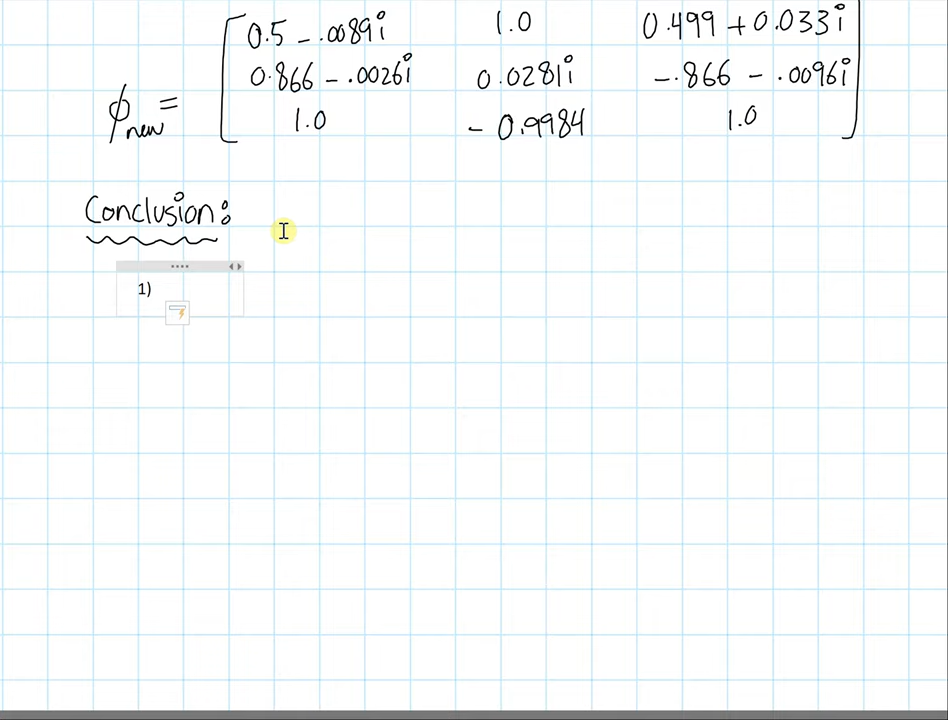 0.5 - .0089i 1.0 0.499 + 0.033i
0.866 - .0026i 0.0281i -.866 - .0096i
ϕnew =
1.0 - 0.9984 1.0
Conclusion:
1)